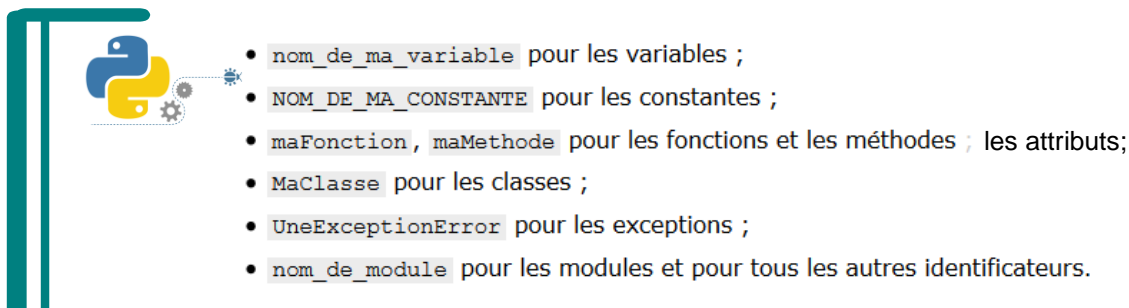 • nom_de_ma_variable pour les variables ;
• NOM_DE_MA_CONSTANTE pour les constantes ;
• maFonction, maMethode pour les fonctions et les méthodes ; les attributs;
• MaClasse pour les classes ;
• UneExceptionError pour les exceptions ;
• nom_de_module pour les modules et pour tous les autres identificateurs.